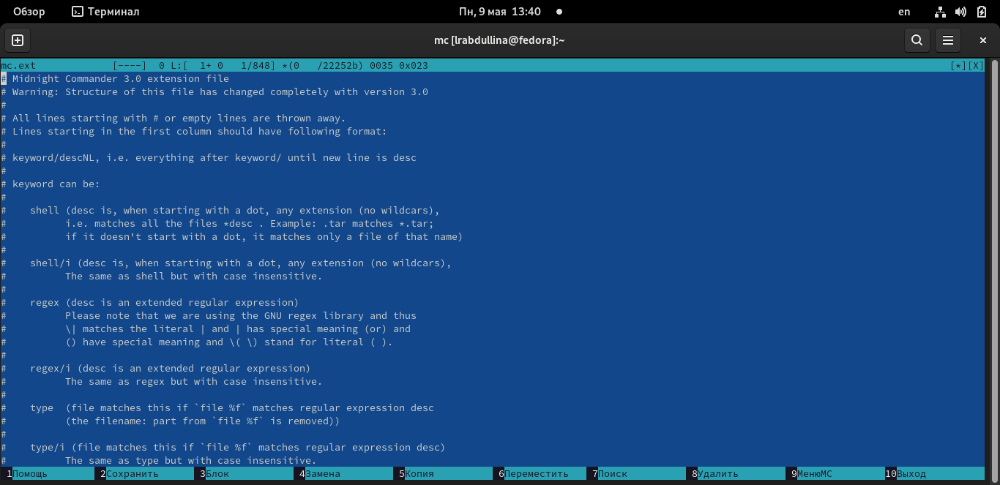 Обзор Терминал Пн, 9 мая 13:40 en
mc [lrabdullina@fedora]:~
mc.ext [----] 0 L:[ 1+ 0 1/848] *(0 /22252b) 0035 0x023 [*][X]
# Midnight Commander 3.0 extension file
# Warning: Structure of this file has changed completely with version 3.0
#
# All lines starting with # or empty lines are thrown away.
# Lines starting in the first column should have following format:
#
# keyword/descNL, i.e. everything after keyword/ until new line is desc
#
# keyword can be:
#
#    shell (desc is, when starting with a dot, any extension (no wildcars),
#          i.e. matches all the files *desc . Example: .tar matches *.tar;
#          if it doesn't start with a dot, it matches only a file of that name)
#
#    shell/i (desc is, when starting with a dot, any extension (no wildcars),
#          The same as shell but with case insensitive.
#
#    regex (desc is an extended regular expression)
#          Please note that we are using the GNU regex library and thus
#          \| matches the literal | and | has special meaning (or) and
#          () have special meaning and \( \) stand for literal ( ).
#
#    regex/i (desc is an extended regular expression)
#          The same as regex but with case insensitive.
#
#    type  (file matches this if `file %f` matches regular expression desc
#          (the filename: part from `file %f` is removed))
#
#    type/i (file matches this if `file %f` matches regular expression desc)
#          The same as type but with case insensitive.
1Помощь 2Сохранить 3Блок 4Замена 5Копия 6Переместить 7Поиск 8Удалить 9МенюMC 10Выход